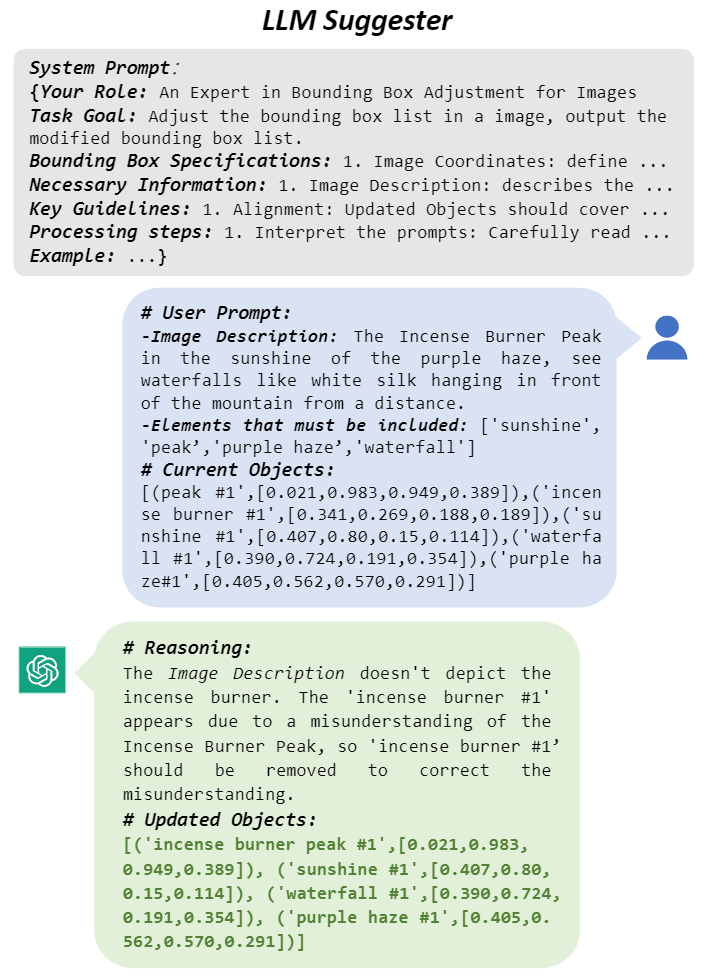 LLM Suggester
System Prompt:
{Your Role: An Expert in Bounding Box Adjustment for Images
Task Goal: Adjust the bounding box list in a image, output the
modified bounding box list.
Bounding Box Specifications: 1. Image Coordinates: define ...
Necessary Information: 1. Image Description: describes the ...
Key Guidelines: 1. Alignment: Updated Objects should cover ...
Processing steps: 1. Interpret the prompts: Carefully read ...
Example: ...}
# User Prompt:
-Image Description: The Incense Burner Peak
in the sunshine of the purple haze, see
waterfalls like white silk hanging in front
of the mountain from a distance.
-Elements that must be included: ['sunshine',
'peak’,'purple haze’,'waterfall']
# Current Objects:
[(peak #1',[0.021,0.983,0.949,0.389]),('incen
se burner #1',[0.341,0.269,0.188,0.189]),('su
nshine #1',[0.407,0.80,0.15,0.114]),('waterfa
ll #1',[0.390,0.724,0.191,0.354]),('purple ha
ze#1',[0.405,0.562,0.570,0.291])]
# Reasoning:
The Image Description doesn't depict the
incense burner. The 'incense burner #1'
appears due to a misunderstanding of the
Incense Burner Peak, so 'incense burner #1’
should be removed to correct the
misunderstanding.
# Updated Objects:
[('incense burner peak #1',[0.021,0.983,
0.949,0.389]), ('sunshine #1',[0.407,0.80,
0.15,0.114]), ('waterfall #1',[0.390,0.724,
0.191,0.354]), ('purple haze #1',[0.405,0.
562,0.570,0.291])]